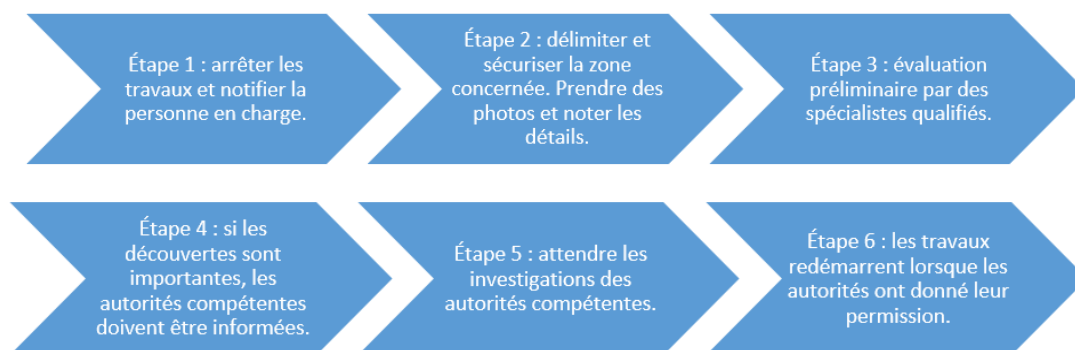 Étape 1 : arrêter les
travaux et notifier la
personne en charge.
Étape 2 : délimiter et
sécuriser la zone
concernée. Prendre des
photos et noter les
détails.
Étape 3 : évaluation
préliminaire par des
spécialistes qualifiés.
Étape 4 : si les
découvertes sont
importantes, les
autorités compétentes
doivent être informées.
Étape 5 : attendre les
investigations des
autorités compétentes.
Étape 6 : les travaux
redémarrent lorsque les
autorités ont donné leur
permission.